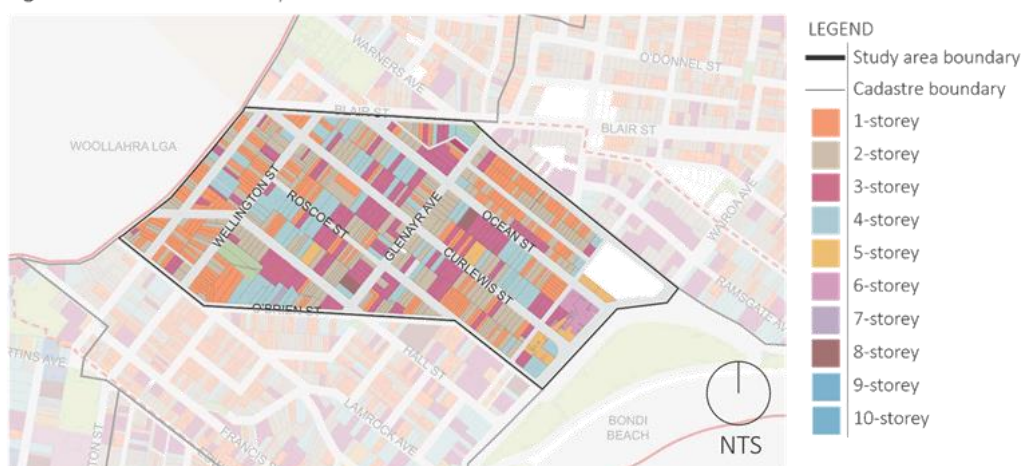 LEGEND
Study area boundary
Cadastre boundary
1-storey
2-storey
3-storey
4-storey
5-storey
6-storey
7-storey
8-storey
9-storey
10-storey
WARNERS AVE
O'DONNEL ST
BLAIR ST
BLAIR ST
WOOLLAHRA LGA
WELLINGTON ST
ROSCOE ST
GLENAYR AVE
OCEAN ST
WAIROA AVE
CURLEWIS ST
RAMSGATE AVE
O'BRIEN ST
HALL ST
LAMROCK AVE
FRANCIS
BONDI
BEACH
NTS